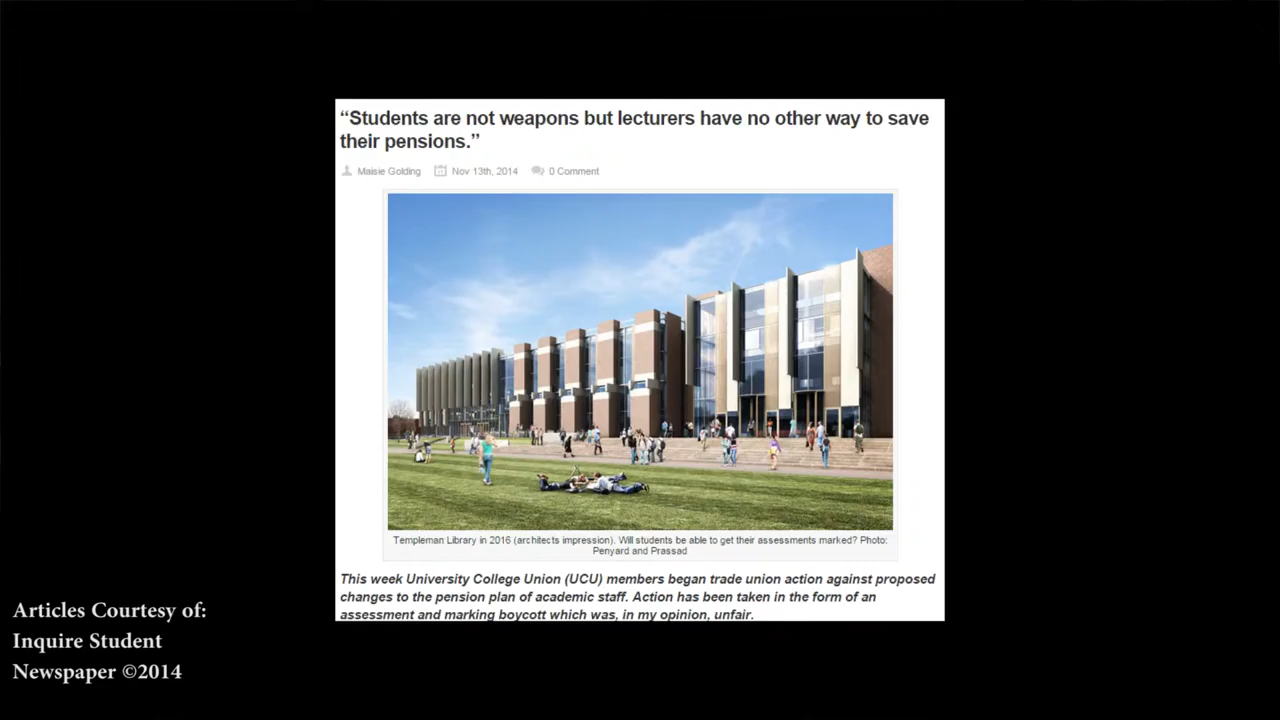 “Students are not weapons but lecturers have no other way to save
their pensions.”
Maisie Golding Nov 13th, 2014 0 Comment
Templeman Library in 2016 (architects impression). Will students be able to get their assessments marked? Photo:
Penyard and Prassad
This week University College Union (UCU) members began trade union action against proposed
changes to the pension plan of academic staff. Action has been taken in the form of an
assessment and marking boycott which was, in my opinion, unfair.
Articles Courtesy of:
Inquire Student
Newspaper ©2014